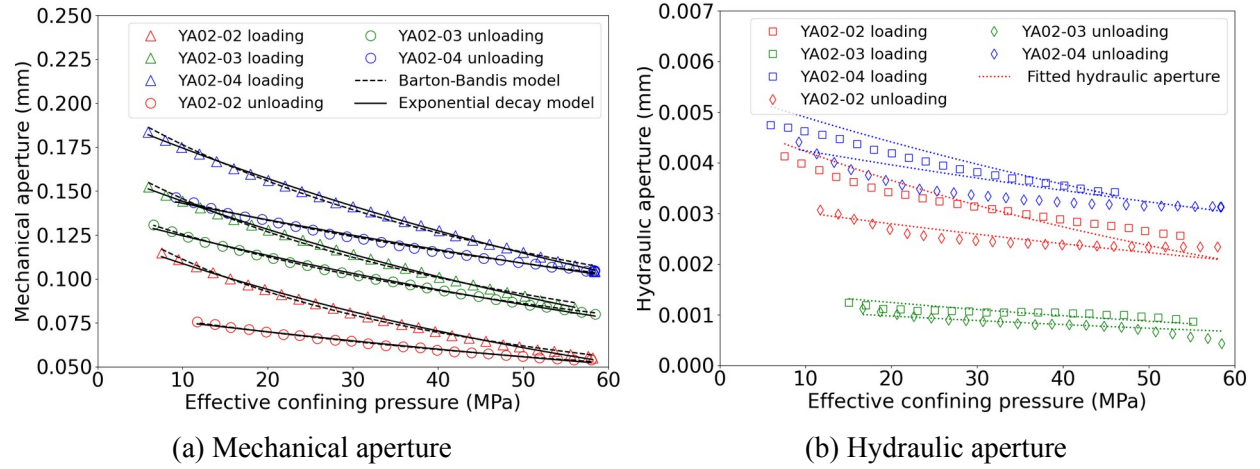 0.250
0.225
0.200
0.175
0.150
0.125
0.100
0.075
0.050
Mechanical aperture (mm)
YA02-02 loading
YA02-03 loading
YA02-04 loading
YA02-02 unloading
YA02-03 unloading
YA02-04 unloading
Barton-Bandis model
Exponential decay model
0 10 20 30 40 50 60
Effective confining pressure (MPa)
(a) Mechanical aperture
0.007
0.006
0.005
0.004
0.003
0.002
0.001
0.000
Hydraulic aperture (mm)
YA02-02 loading
YA02-03 loading
YA02-04 loading
YA02-02 unloading
YA02-03 unloading
YA02-04 unloading
Fitted hydraulic aperture
0 10 20 30 40 50 60
Effective confining pressure (MPa)
(b) Hydraulic aperture